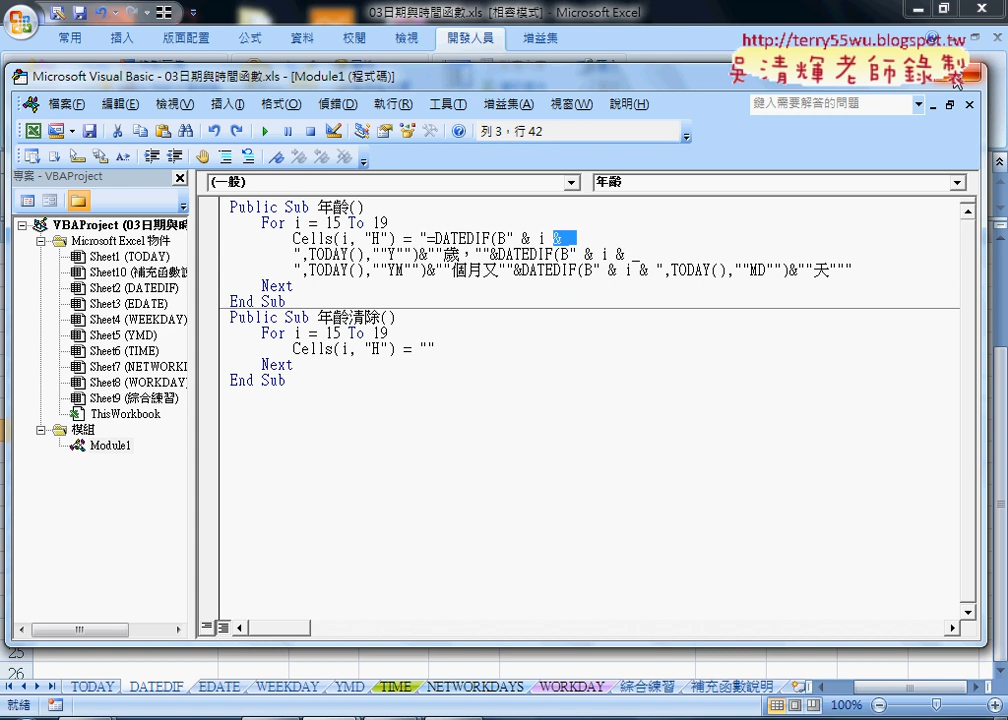 03日期與時間函數.xls [相容模式] - Microsoft Excel
常用 插入 版面配置 公式 資料 校閱 檢視 開發人員 增益集
http://terry55wu.blogspot.tw
吳清輝老師錄製
Microsoft Visual Basic - 03日期與時間函數.xls - [Module1 (程式碼)]
檔案(F) 編輯(E) 檢視(V) 插入(I) 格式(O) 偵錯(D) 執行(R) 工具(T) 增益集(A) 視窗(W) 說明(H)
鍵入需要解答的問題
列 3，行 42
專案 - VBAProject
(一般)
年齡
VBAProject (03日期與時
Microsoft Excel 物件
Sheet1 (TODAY)
Sheet10 (補充函數說
Sheet2 (DATEDIF)
Sheet3 (EDATE)
Sheet4 (WEEKDAY)
Sheet5 (YMD)
Sheet6 (TIME)
Sheet7 (NETWORKI
Sheet8 (WORKDAY)
Sheet9 (綜合練習)
ThisWorkbook
模組
Module1
Public Sub 年齡()
For i = 15 To 19
Cells(i, "H") = "=DATEDIF(B" & i &
",TODAY(),""Y"")&""歲，""&DATEDIF(B" & i & _
",TODAY(),""YM"")&""個月又""&DATEDIF(B" & i & ",TODAY(),""MD"")&""天"""
Next
End Sub
Public Sub 年齡清除()
For i = 15 To 19
Cells(i, "H") = ""
Next
End Sub
25
26
TODAY DATEDIF EDATE WEEKDAY YMD TIME NETWORKDAYS WORKDAY 綜合練習 補充函數說明
就緒
100%